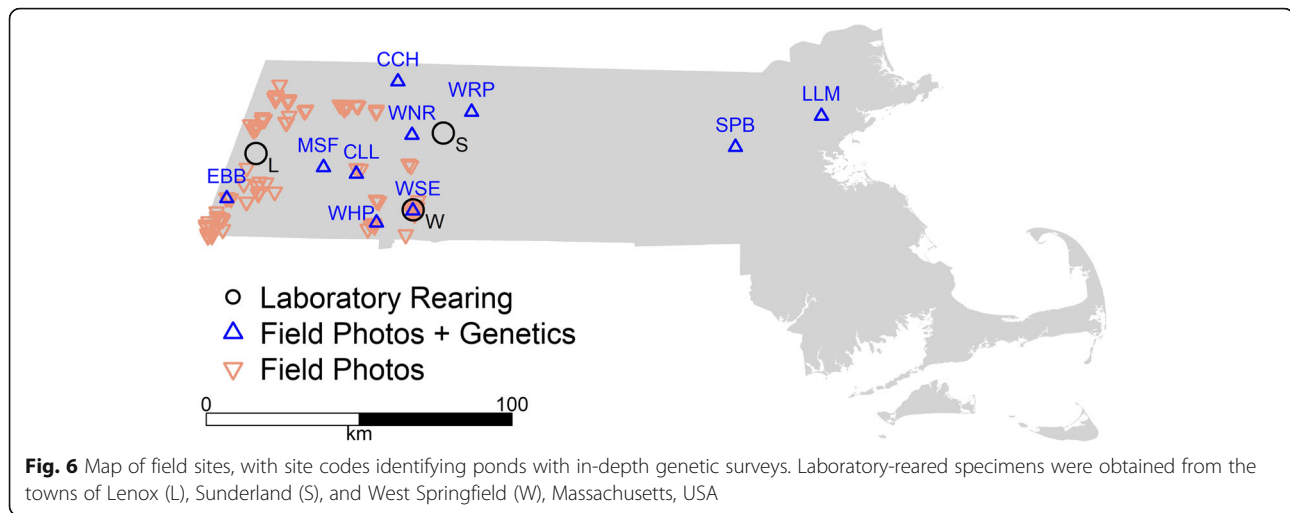 CCH
WRP
LLM
WNR
S
SPB
MSF
CLL
L
EBB
WSE
WHP
W
Laboratory Rearing
Field Photos + Genetics
Field Photos
0 100
km
Fig. 6 Map of field sites, with site codes identifying ponds with in-depth genetic surveys. Laboratory-reared specimens were obtained from the
towns of Lenox (L), Sunderland (S), and West Springfield (W), Massachusetts, USA